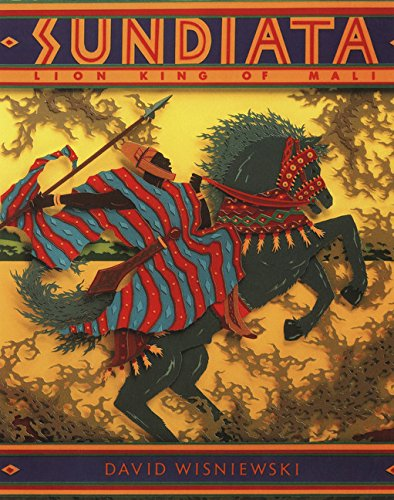 SUNDIATA
LION KING OF MALI
DAVID WISNIEWSKI